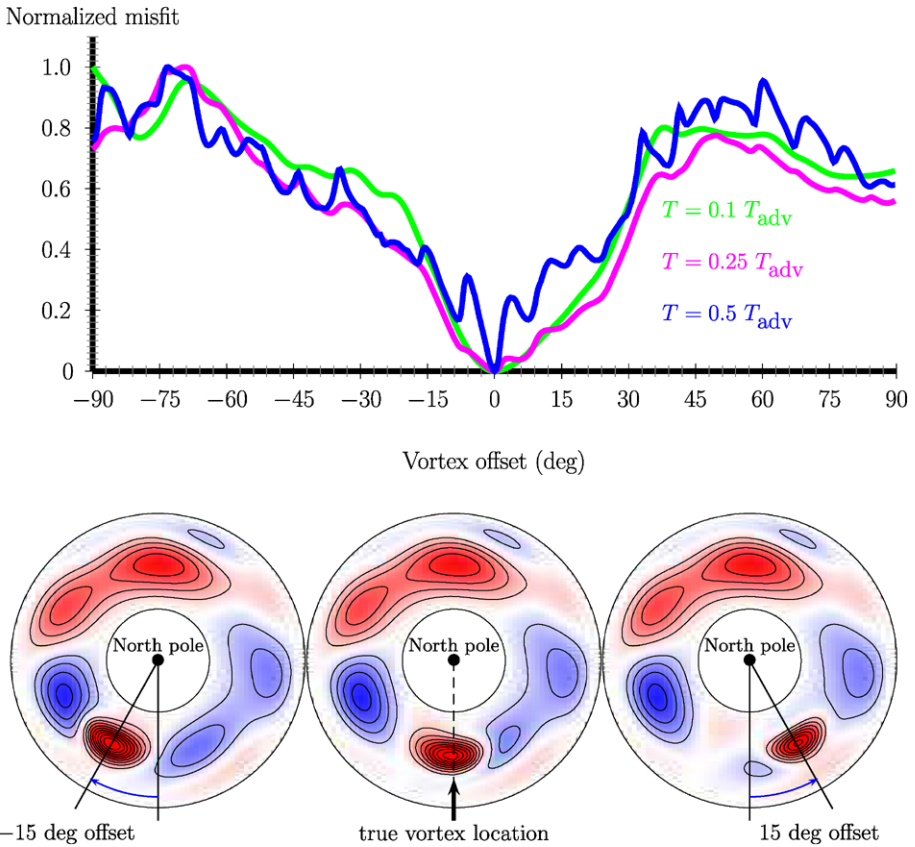 Normalized misfit
1.0
0.8
0.6
0.4
0.2
0
T = 0.1 T_adv
T = 0.25 T_adv
T = 0.5 T_adv
−90 −75 −60 −45 −30 −15 0 15 30 45 60 75 90
Vortex offset (deg)
North pole North pole North pole
−15 deg offset true vortex location 15 deg offset